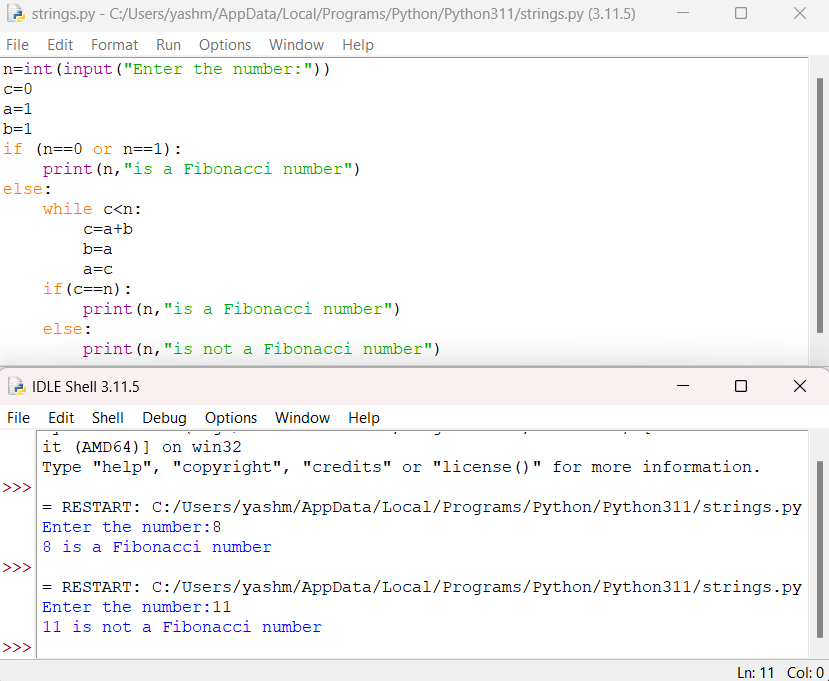 strings.py - C:/Users/yashm/AppData/Local/Programs/Python/Python311/strings.py (3.11.5)
File Edit Format Run Options Window Help
n=int(input("Enter the number:"))
c=0
a=1
b=1
if (n==0 or n==1):
    print(n,"is a Fibonacci number")
else:
    while c<n:
        c=a+b
        b=a
        a=c
    if(c==n):
        print(n,"is a Fibonacci number")
    else:
        print(n,"is not a Fibonacci number")
IDLE Shell 3.11.5
File Edit Shell Debug Options Window Help
it (AMD64)] on win32
Type "help", "copyright", "credits" or "license()" for more information.
>>>
= RESTART: C:/Users/yashm/AppData/Local/Programs/Python/Python311/strings.py
Enter the number:8
8 is a Fibonacci number
>>>
= RESTART: C:/Users/yashm/AppData/Local/Programs/Python/Python311/strings.py
Enter the number:11
11 is not a Fibonacci number
>>>
Ln: 11 Col: 0